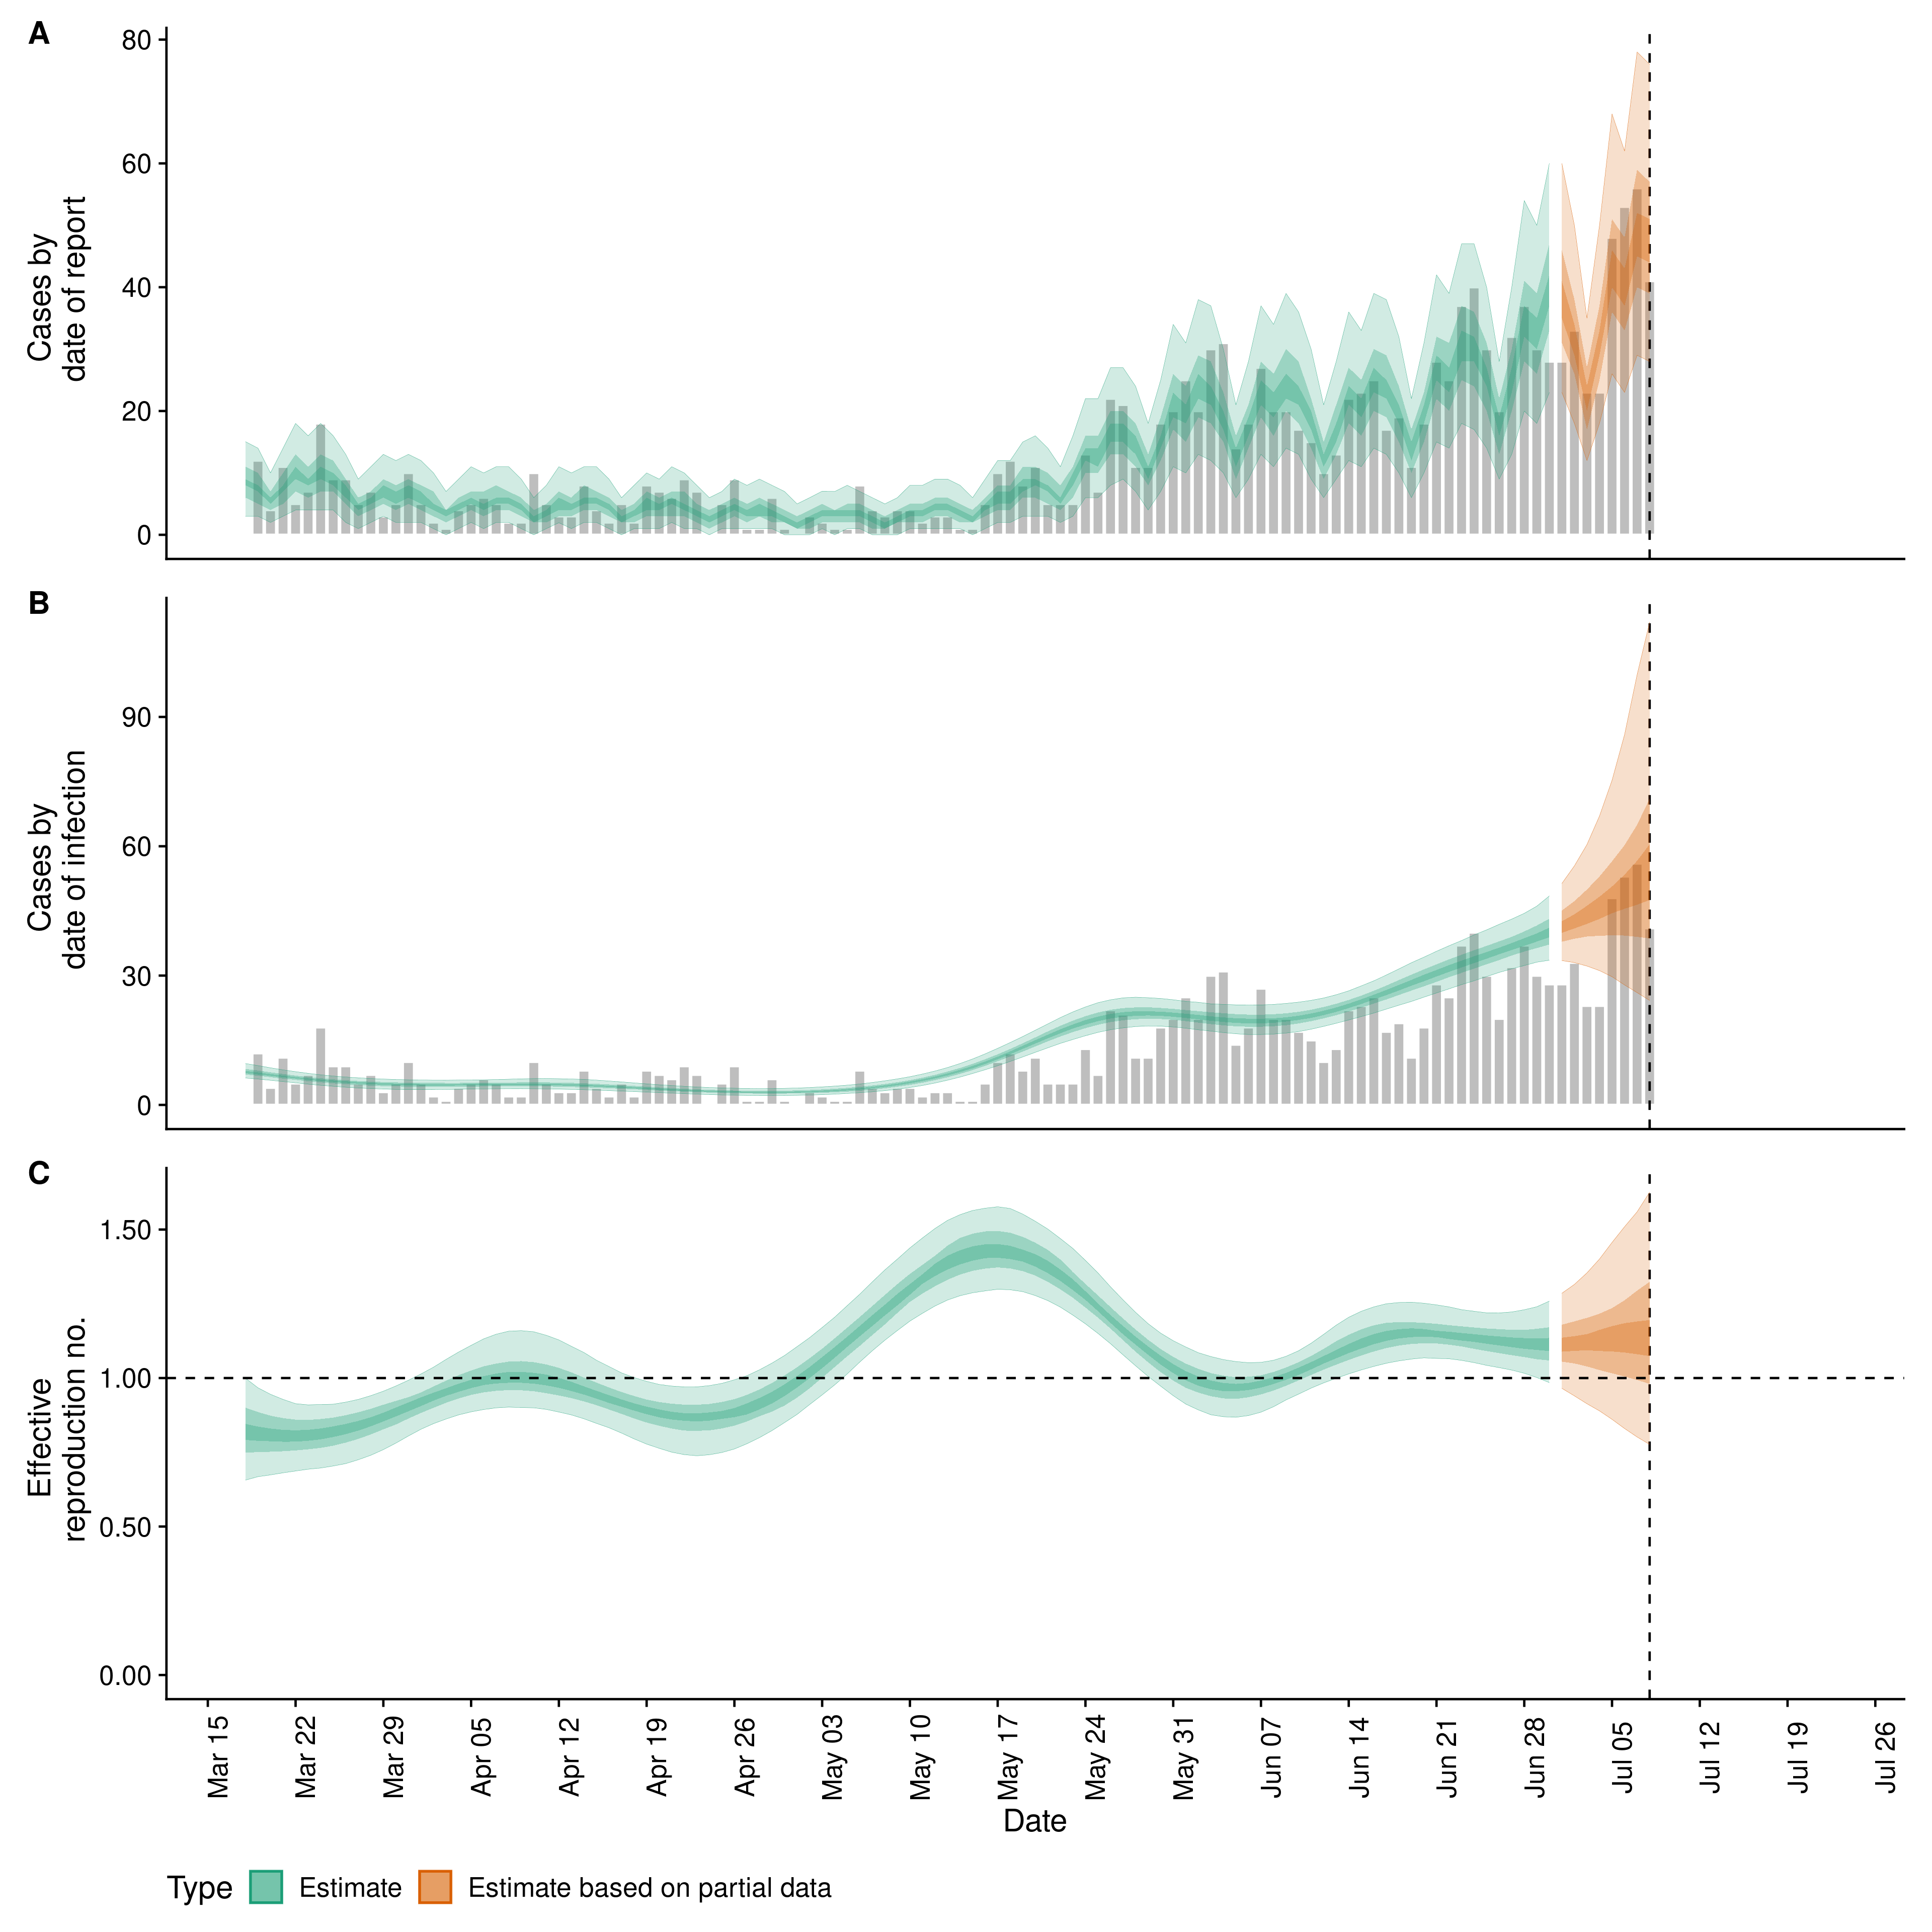 A
80
60
40
20
0
Cases by
date of report
B
90
60
30
0
Cases by
date of infection
C
1.50
1.00
0.50
0.00
Effective
reproduction no.
Mar 15
Mar 22
Mar 29
Apr 05
Apr 12
Apr 19
Apr 26
May 03
May 10
May 17
May 24
May 31
Jun 07
Jun 14
Jun 21
Jun 28
Jul 05
Jul 12
Jul 19
Jul 26
Date
Type
Estimate
Estimate based on partial data